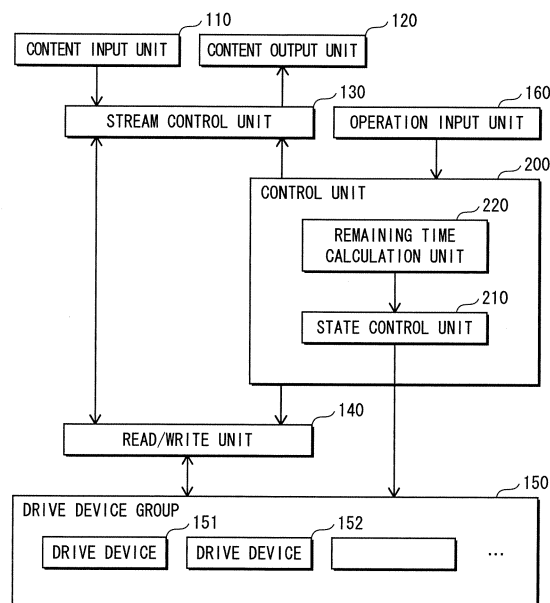 110
120
CONTENT INPUT UNIT
CONTENT OUTPUT UNIT
130
160
STREAM CONTROL UNIT
OPERATION INPUT UNIT
200
CONTROL UNIT
220
REMAINING TIME
CALCULATION UNIT
210
STATE CONTROL UNIT
140
READ/WRITE UNIT
150
DRIVE DEVICE GROUP
151
152
DRIVE DEVICE
DRIVE DEVICE
...